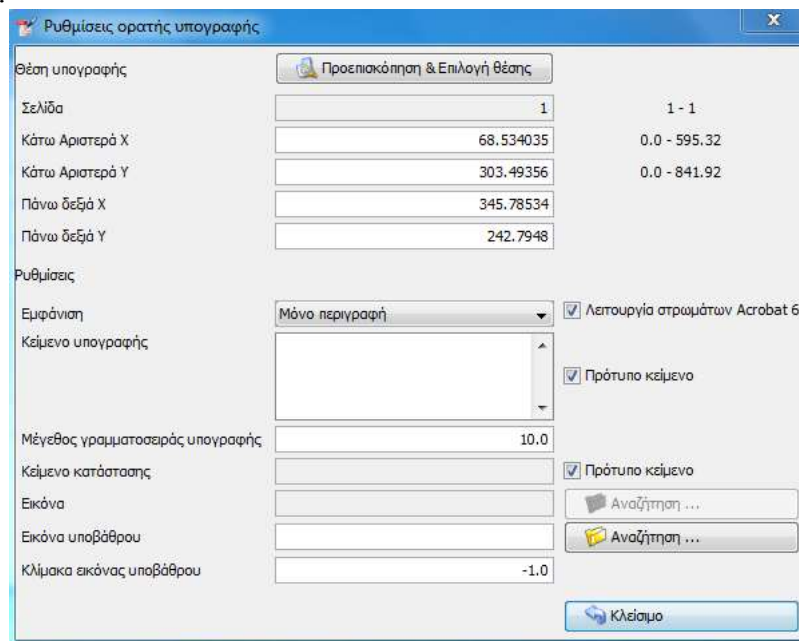 Ρυθμίσεις ορατής υπογραφής
Θέση υπογραφής Προεπισκόπηση & Επιλογή θέσης
Σελίδα 1 1 - 1
Κάτω Αριστερά X 68.534035 0.0 - 595.32
Κάτω Αριστερά Y 303.49356 0.0 - 841.92
Πάνω δεξιά X 345.78534
Πάνω δεξιά Y 242.7948
Ρυθμίσεις
Εμφάνιση Μόνο περιγραφή Λειτουργία στρωμάτων Acrobat 6
Κείμενο υπογραφής
Πρότυπο κείμενο
Μέγεθος γραμματοσειράς υπογραφής 10.0
Κείμενο κατάστασης Πρότυπο κείμενο
Εικόνα Αναζήτηση ...
Εικόνα υποβάθρου Αναζήτηση ...
Κλίμακα εικόνας υποβάθρου -1.0
Κλείσιμο